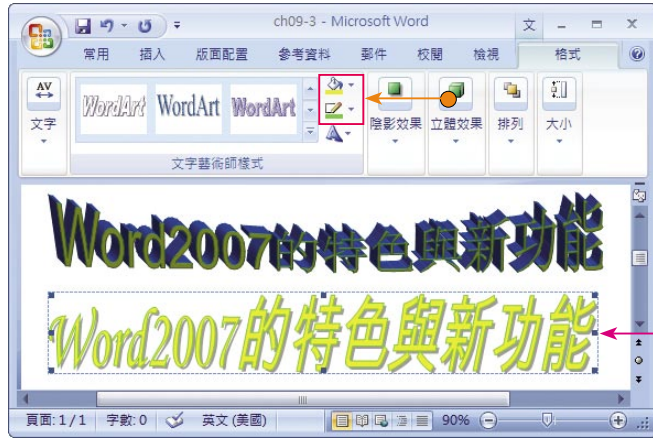 ch09-3 - Microsoft Word
文
常用 插入 版面配置 參考資料 郵件 校閱 檢視 格式
AV
文字
WordArt WordArt WordArt
A
陰影效果 立體效果 排列 大小
文字藝術師樣式
Word2007的特色與新功能
Word2007的特色與新功能
頁面:1/1 字數:0 英文(美國) 90%